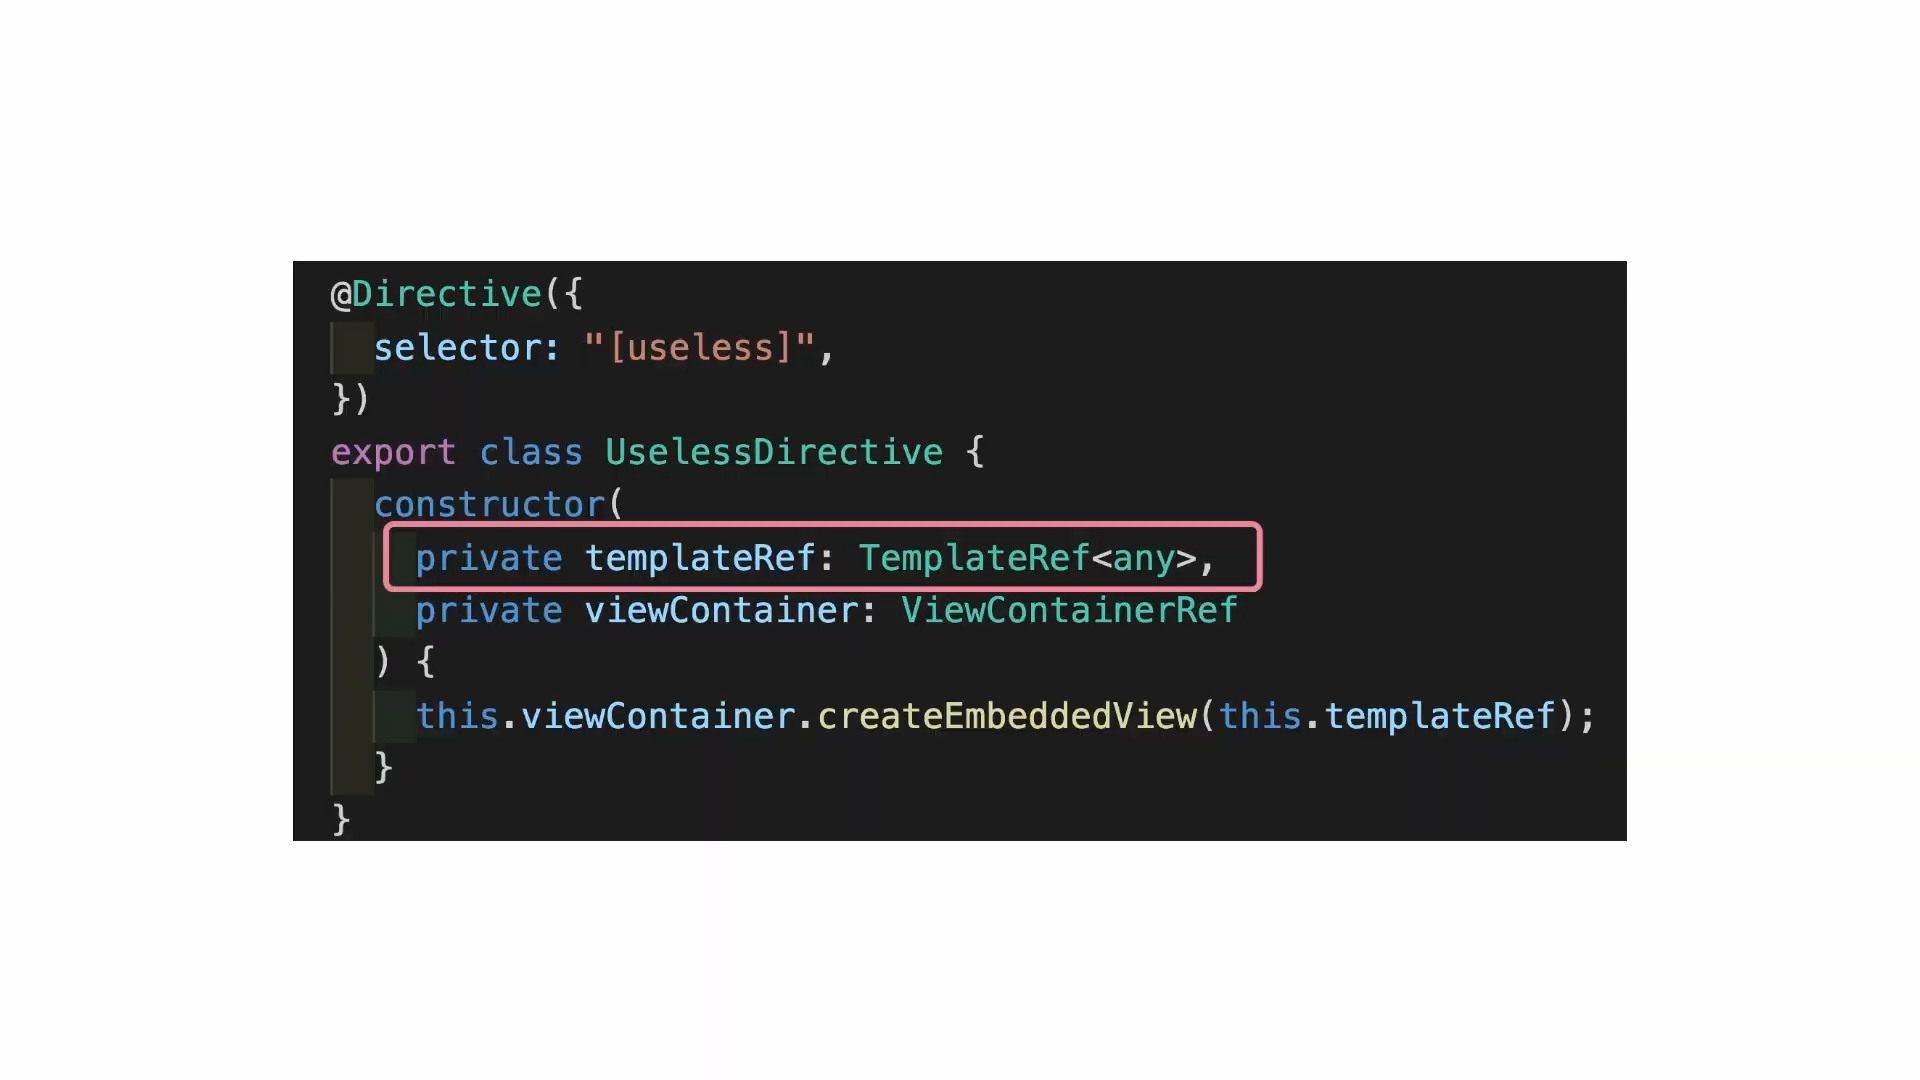 @Directive({
selector: "[useless]",
})
export class UselessDirective {
constructor(
private templateRef: TemplateRef<any>,
private viewContainer: ViewContainerRef
) {
this.viewContainer.createEmbeddedView(this.templateRef);
}
}